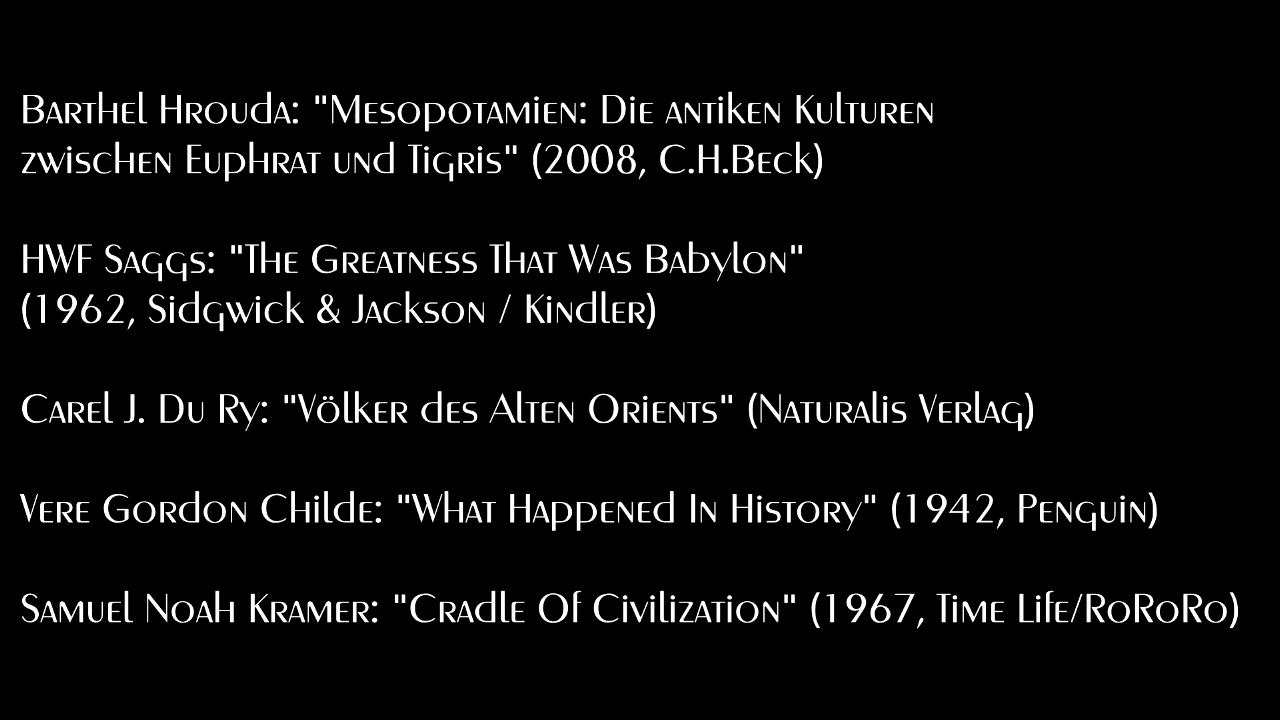 Barthel Hrouda: "Mesopotamien: Die antiken Kulturen
zwischen Euphrat und Tigris" (2008, C.H.Beck)
HWF Saggs: "The Greatness That Was Babylon"
(1962, Sidgwick & Jackson / Kindler)
Carel J. Du Ry: "Völker des Alten Orients" (Naturalis Verlag)
Vere Gordon Childe: "What Happened In History" (1942, Penguin)
Samuel Noah Kramer: "Cradle Of Civilization" (1967, Time Life/RoRoRo)